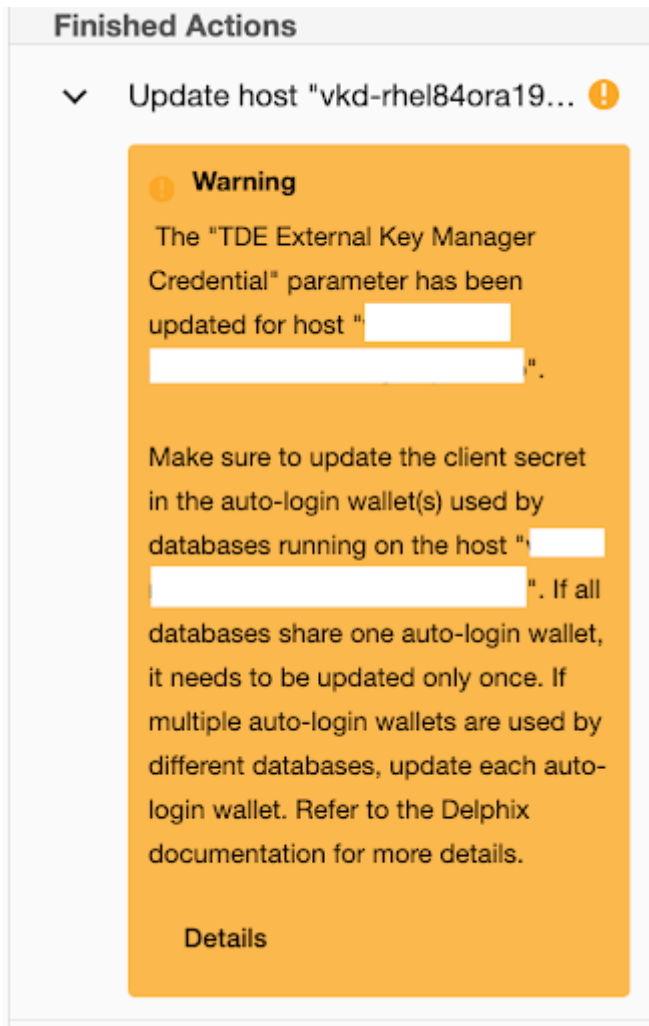 Finished Actions
Update host "vkd-rhel84ora19...
Warning
The "TDE External Key Manager
Credential" parameter has been
updated for host "
".
Make sure to update the client secret
in the auto-login wallet(s) used by
databases running on the host "
". If all
databases share one auto-login wallet,
it needs to be updated only once. If
multiple auto-login wallets are used by
different databases, update each auto-
login wallet. Refer to the Delphix
documentation for more details.
Details